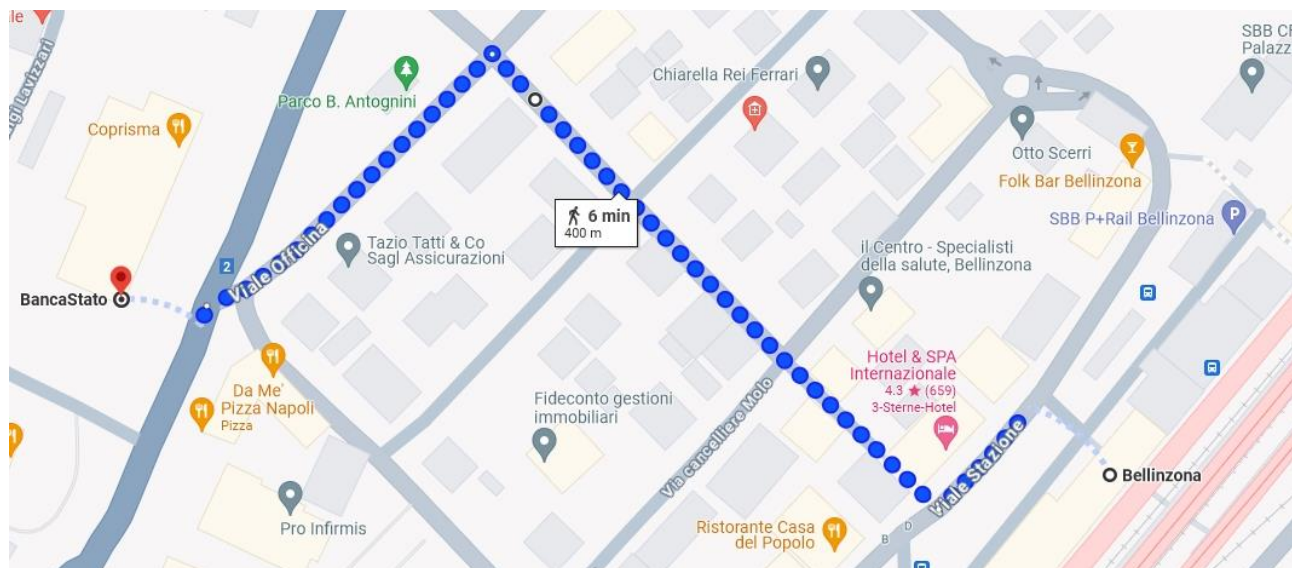 ale
SBB CF
Palazz
Chiarella Rei Ferrari
Parco B. Antognini
igi Lavizzari
Coprisma
Otto Scerri
Folk Bar Bellinzona
6 min
400 m
SBB P+Rail Bellinzona
Viale Officina
Tazio Tatti & Co
Sagl Assicurazioni
il Centro - Specialisti
della salute, Bellinzona
2
BancaStato
Hotel & SPA
Internazionale
4.3 ★ (659)
3-Sterne-Hotel
Da Me'
Pizza Napoli
Pizza
Fideconto gestioni
immobiliari
Via cancelliere Molo
Viale Stazione
Bellinzona
Pro Infirmis
Ristorante Casa
del Popolo
D
B
P